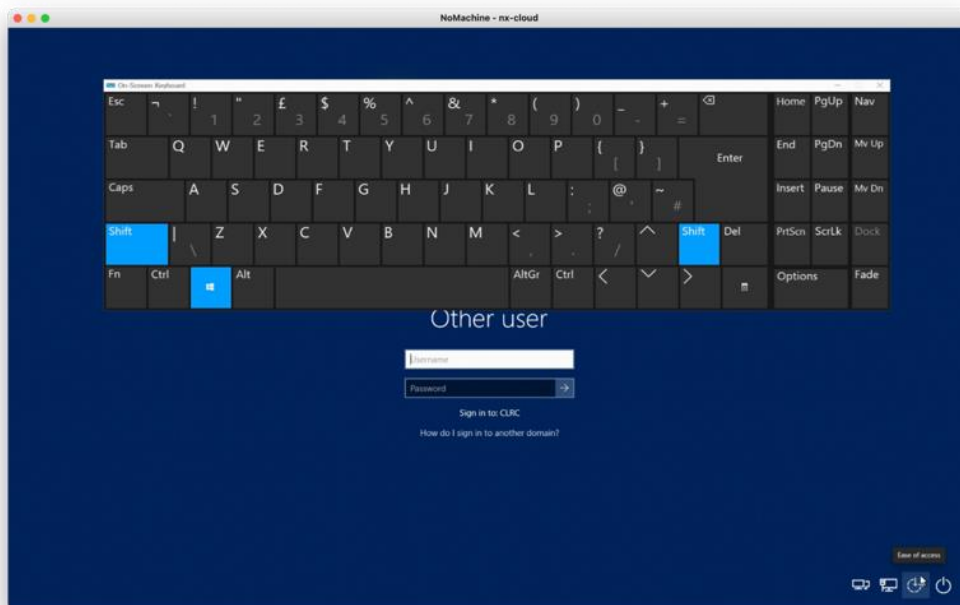 NoMachine - nx-cloud
On-Screen Keyboard
Esc ¬ ` ! 1 " 2 £ 3 $ 4 % 5 ^ 6 & 7 * 8 ( 9 ) 0 _ - + = Home PgUp Nav
Tab Q W E R T Y U I O P { [ } ] Enter End PgDn Mv Up
Caps A S D F G H J K L : ; @ ' ~ # Insert Pause Mv Dn
Shift | \ Z X C V B N M < , > . ? / Shift Del PrtScn ScrLk Dock
Fn Ctrl Alt AltGr Ctrl Options Fade
Other user
Username
Password
Sign in to: CLRC
How do I sign in to another domain?
Ease of access